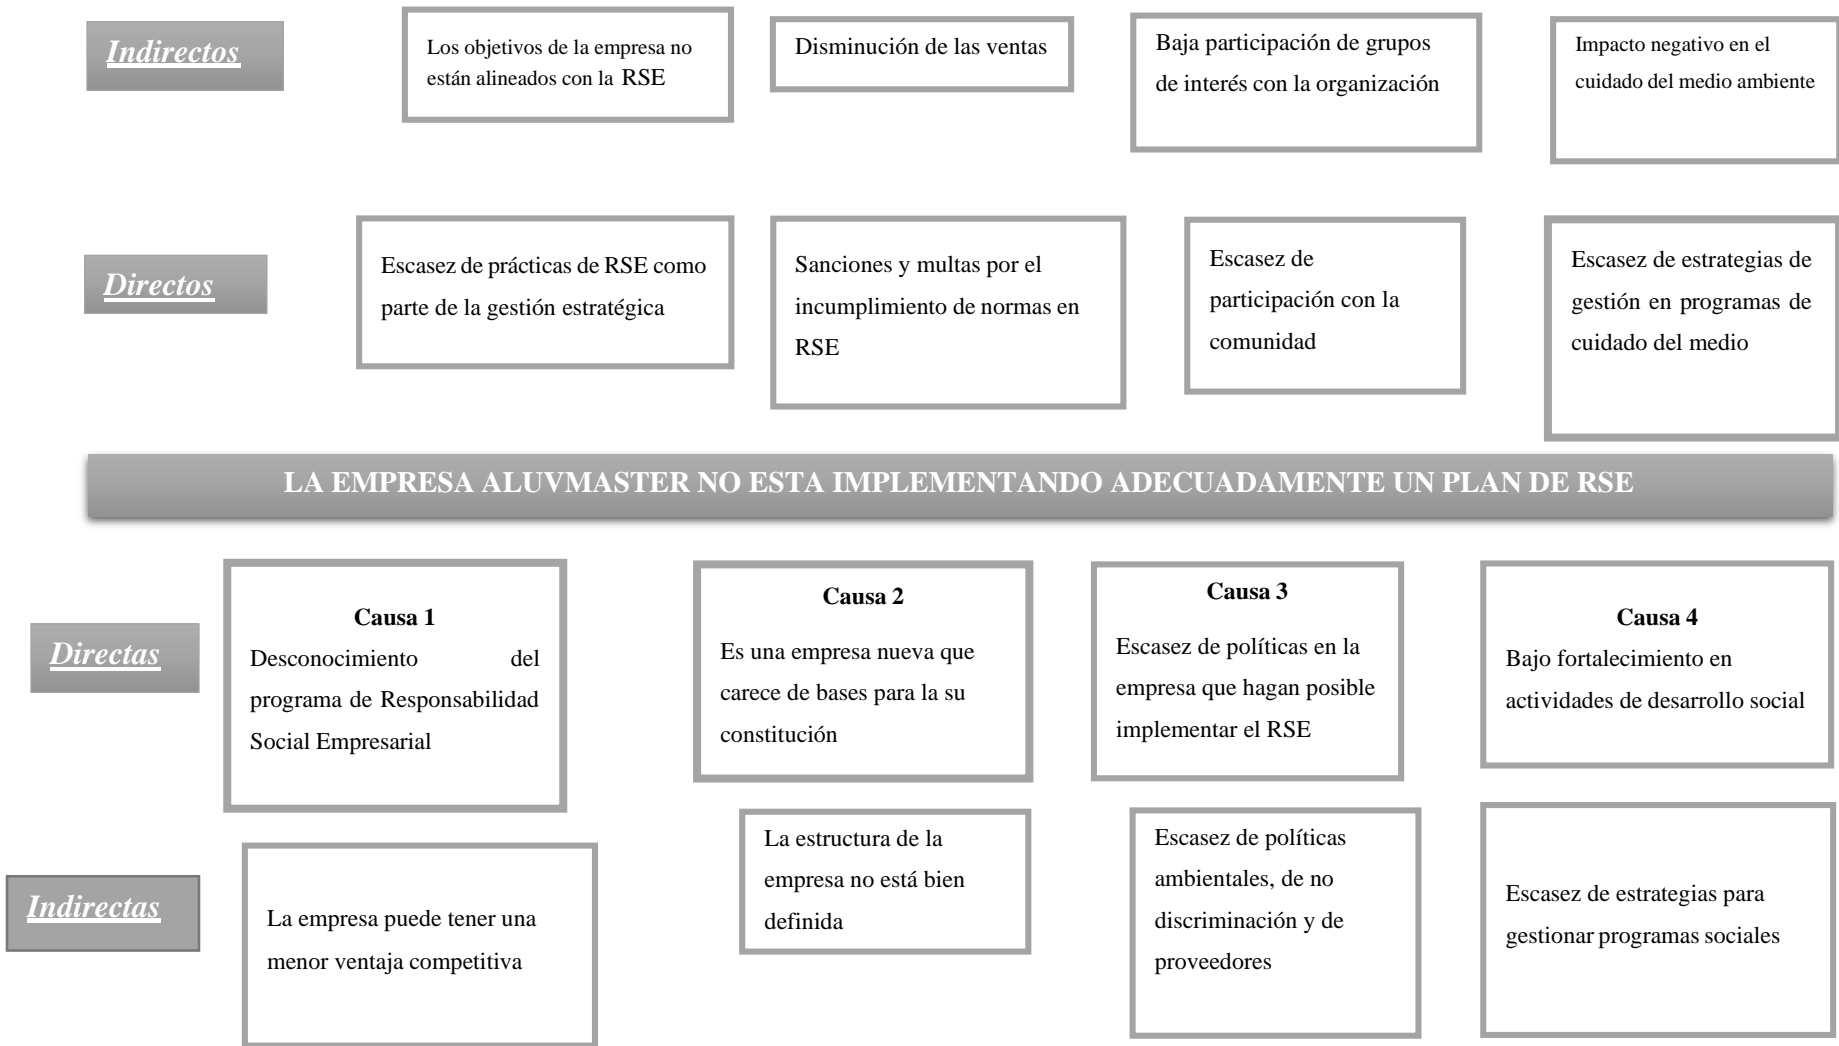 Indirectos
Los objetivos de la empresa no
están alineados con la RSE
Disminución de las ventas
Baja participación de grupos
de interés con la organización
Impacto negativo en el
cuidado del medio ambiente
Directos
Escasez de prácticas de RSE como
parte de la gestión estratégica
Sanciones y multas por el
incumplimiento de normas en
RSE
Escasez de
participación con la
comunidad
Escasez de estrategias de
gestión en programas de
cuidado del medio
LA EMPRESA ALUVMASTER NO ESTA IMPLEMENTANDO ADECUADAMENTE UN PLAN DE RSE
Directas
Causa 1
Desconocimiento del
programa de Responsabilidad
Social Empresarial
Causa 2
Es una empresa nueva que
carece de bases para la su
constitución
Causa 3
Escasez de políticas en la
empresa que hagan posible
implementar el RSE
Causa 4
Bajo fortalecimiento en
actividades de desarrollo social
Indirectas
La empresa puede tener una
menor ventaja competitiva
La estructura de la
empresa no está bien
definida
Escasez de políticas
ambientales, de no
discriminación y de
proveedores
Escasez de estrategias para
gestionar programas sociales